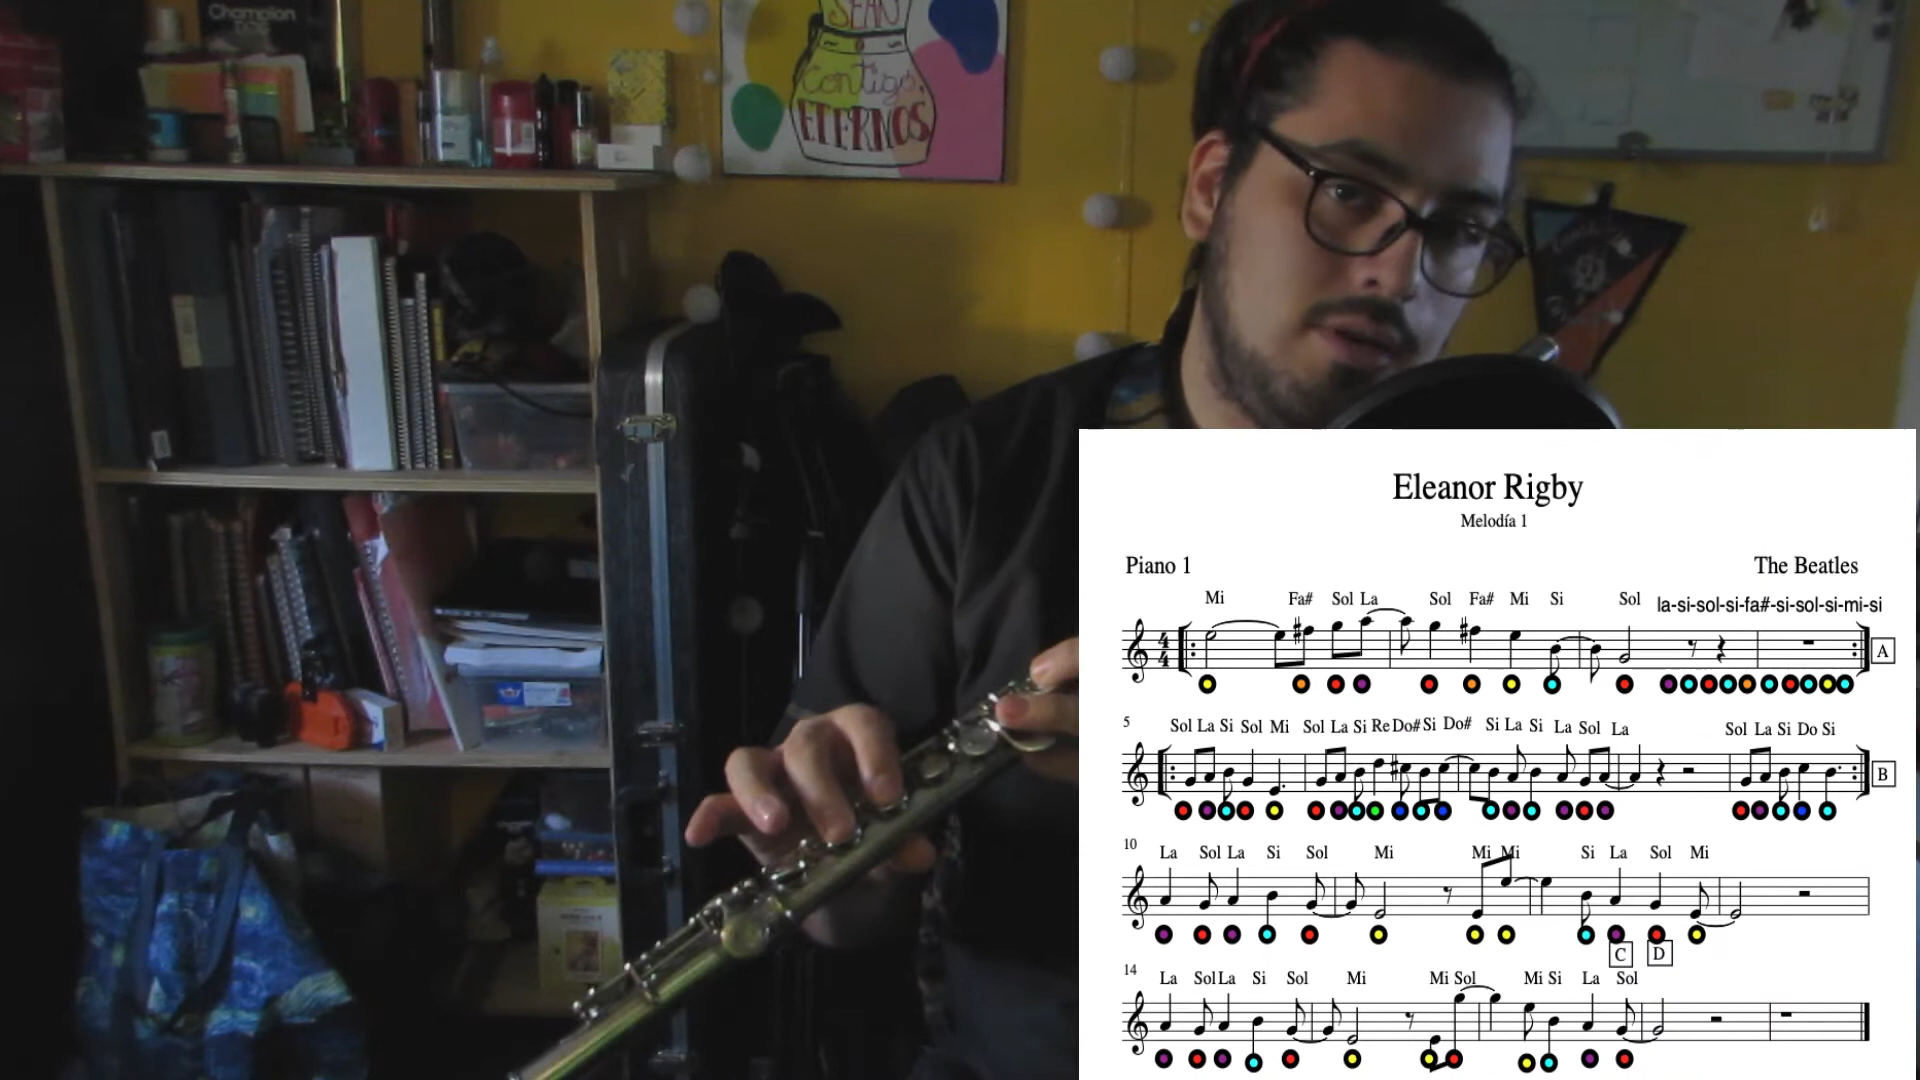 Champion
SEAN
Contigo,
ETERNOS
Eleanor Rigby
Melodía 1
Piano 1
The Beatles
Mi Fa# Sol La Sol Fa# Mi Si Sol la-si-sol-si-fa#-si-sol-si-mi-si
4
4
A
5
Sol La Si Sol Mi Sol La Si Re Do# Si Do# Si La Si La Sol La Sol La Si Do Si
B
10
La Sol La Si Sol Mi Mi Mi Si La Sol Mi
C D
14
La Sol La Si Sol Mi Mi Sol Mi Si La Sol